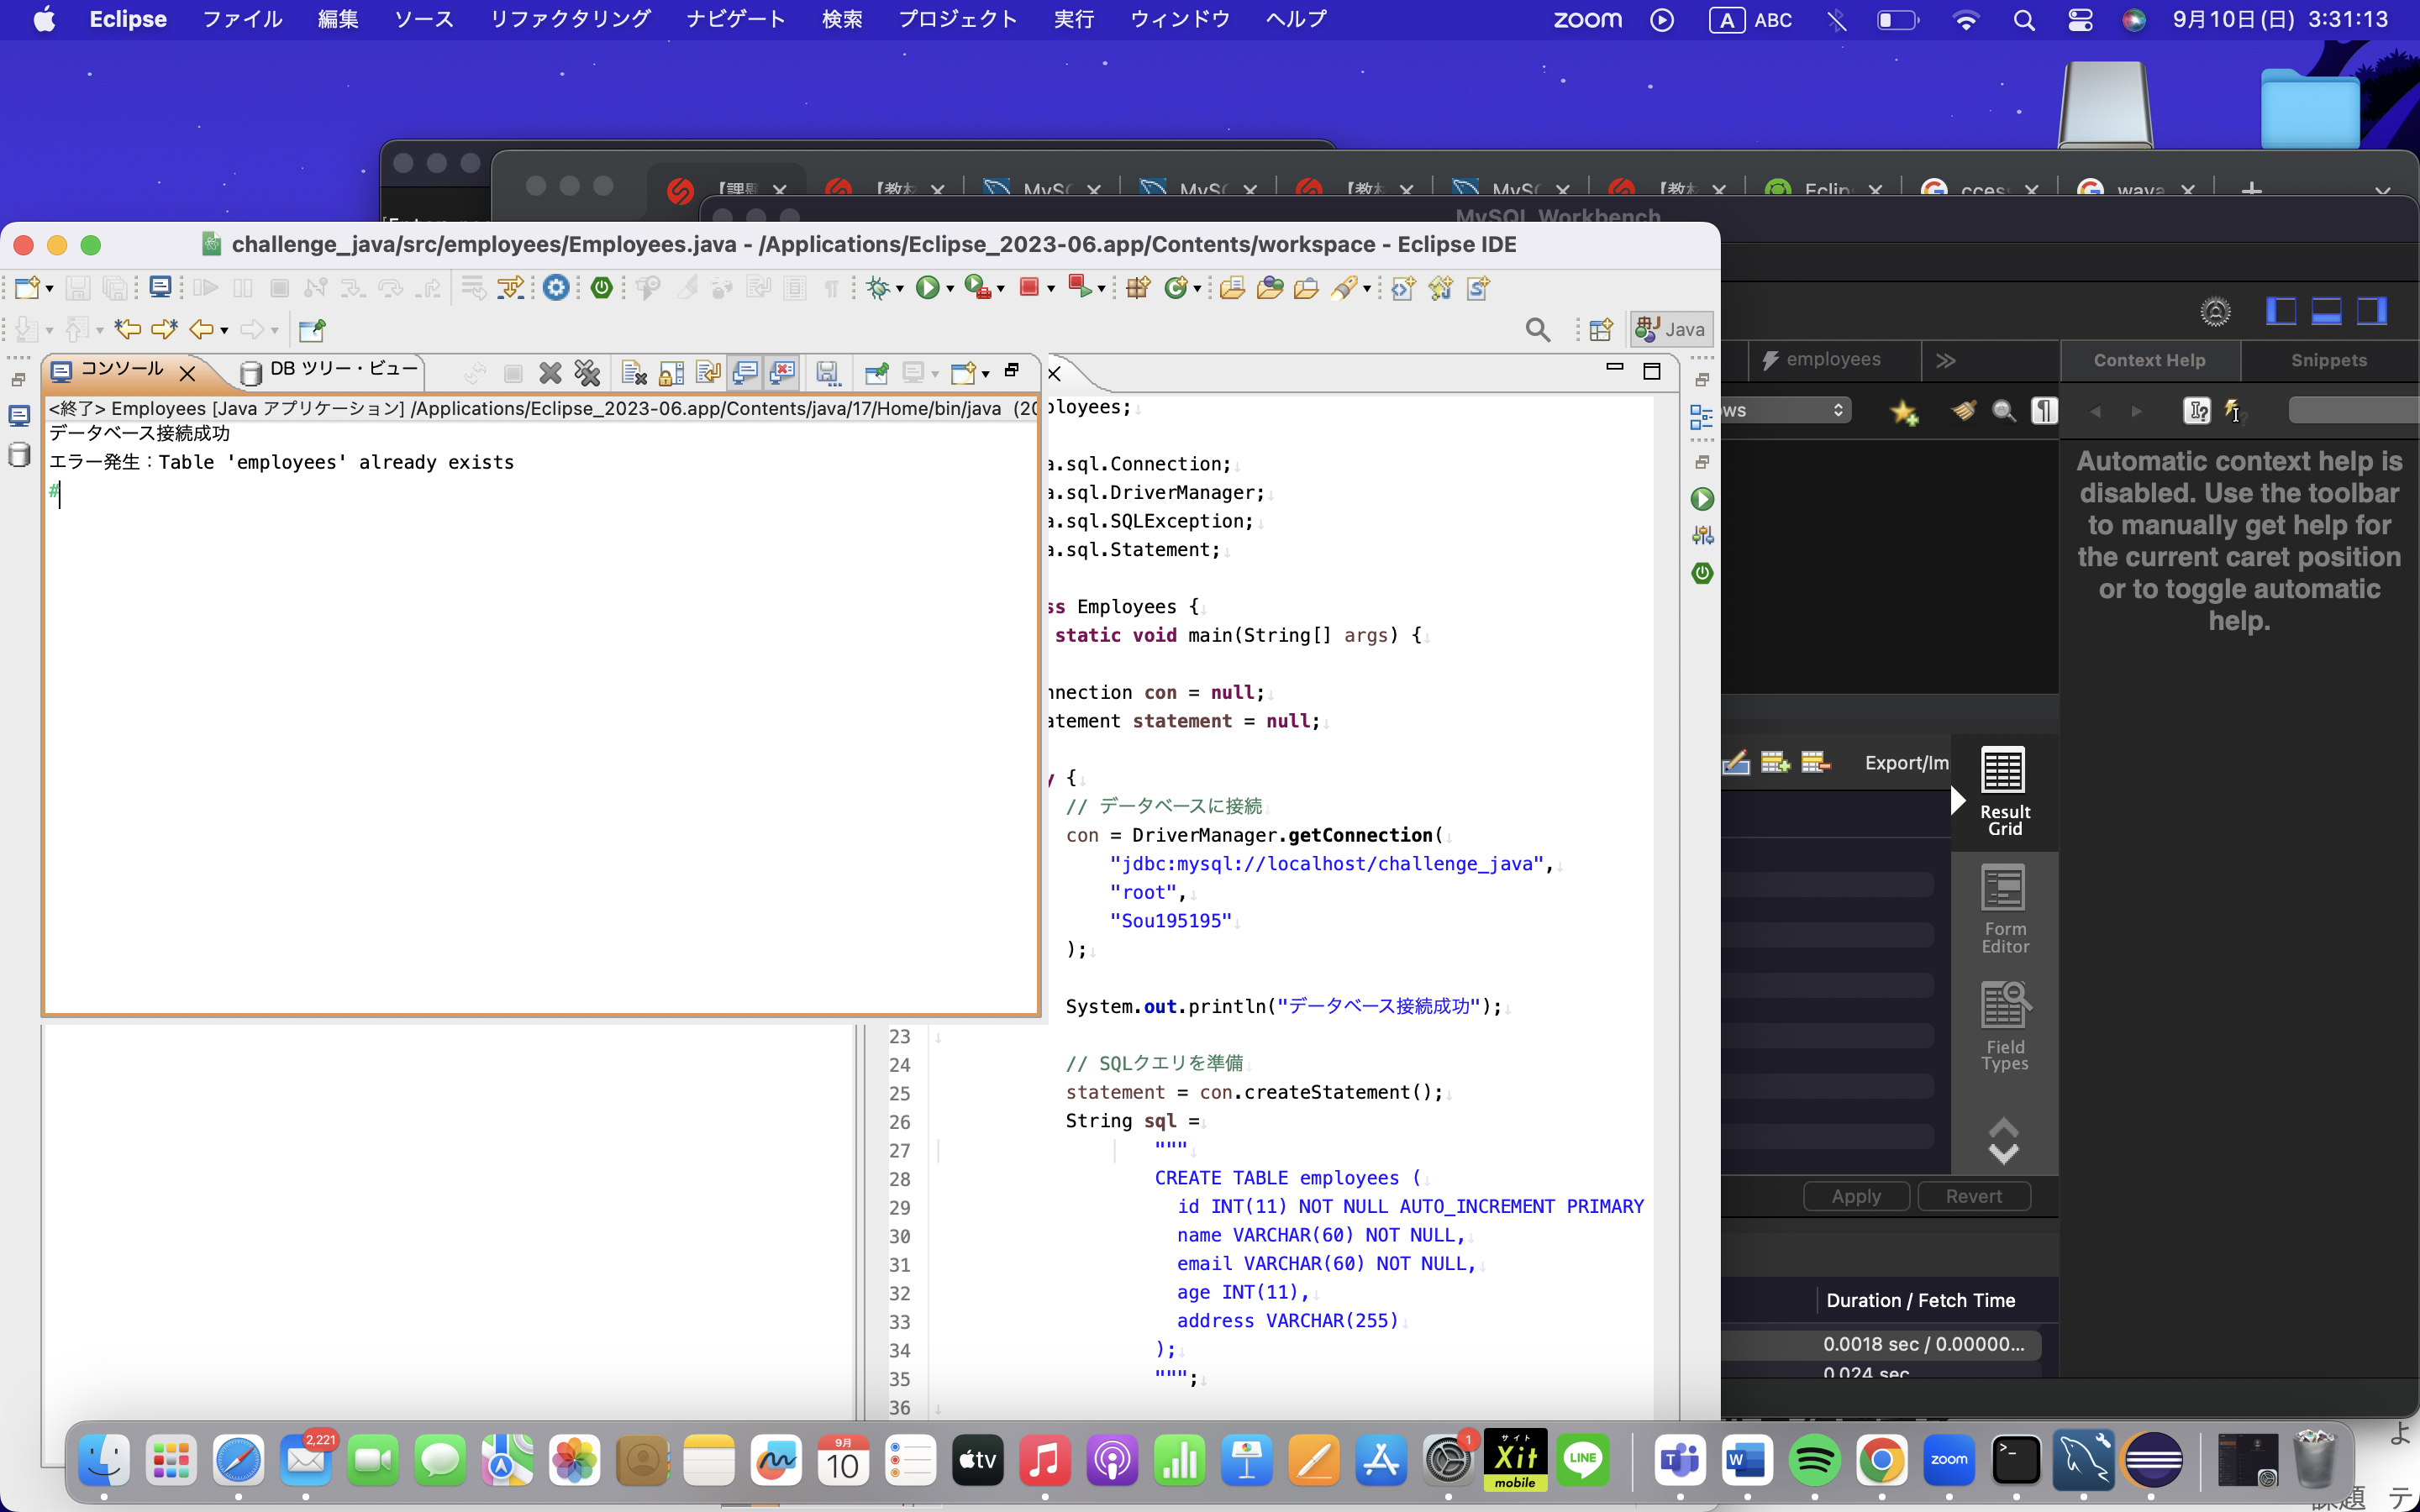 Eclipse ファイル 編集 ソース リファクタリング ナビゲート 検索 プロジェクト 実行 ウィンドウ ヘルプ zoom A ABC 9月10日(日) 3:31:13
【課題 【教材 MySQ MySQ 【教材 MySQ 【教材 Eclip cces wava
MySQL Workbench
challenge_java/src/employees/Employees.java - /Applications/Eclipse_2023-06.app/Contents/workspace - Eclipse IDE
Java
employees
Context Help Snippets
コンソール DB ツリー・ビュー
<終了> Employees [Java アプリケーション] /Applications/Eclipse_2023-06.app/Contents/java/17/Home/bin/java (20
データベース接続成功
エラー発生：Table 'employees' already exists
#
ployees;
a.sql.Connection;
a.sql.DriverManager;
a.sql.SQLException;
a.sql.Statement;
ss Employees {
static void main(String[] args) {
nnection con = null;
atement statement = null;
y {
// データベースに接続
con = DriverManager.getConnection(
"jdbc:mysql://localhost/challenge_java",
"root",
"Sou195195"
);
System.out.println("データベース接続成功");
23
24 // SQLクエリを準備
25 statement = con.createStatement();
26 String sql =
27 """
28 CREATE TABLE employees (
29 id INT(11) NOT NULL AUTO_INCREMENT PRIMARY
30 name VARCHAR(60) NOT NULL,
31 email VARCHAR(60) NOT NULL,
32 age INT(11),
33 address VARCHAR(255)
34 );
35 """;
36
ws
Automatic context help is
disabled. Use the toolbar
to manually get help for
the current caret position
or to toggle automatic
help.
Export/Im
Result
Grid
Form
Editor
Field
Types
Apply Revert
Duration / Fetch Time
0.0018 sec / 0.00000...
0.024 sec
2,221
9月
10
tv
1
サイト
Xit
mobile
LINE
zoom
よ
課題 テ